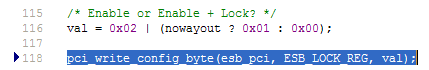 115 /* Enable or Enable + Lock? */
116 val = 0x02 | (nowayout ? 0x01 : 0x00);
117
118 pci_write_config_byte(esb_pci, ESB_LOCK_REG, val);